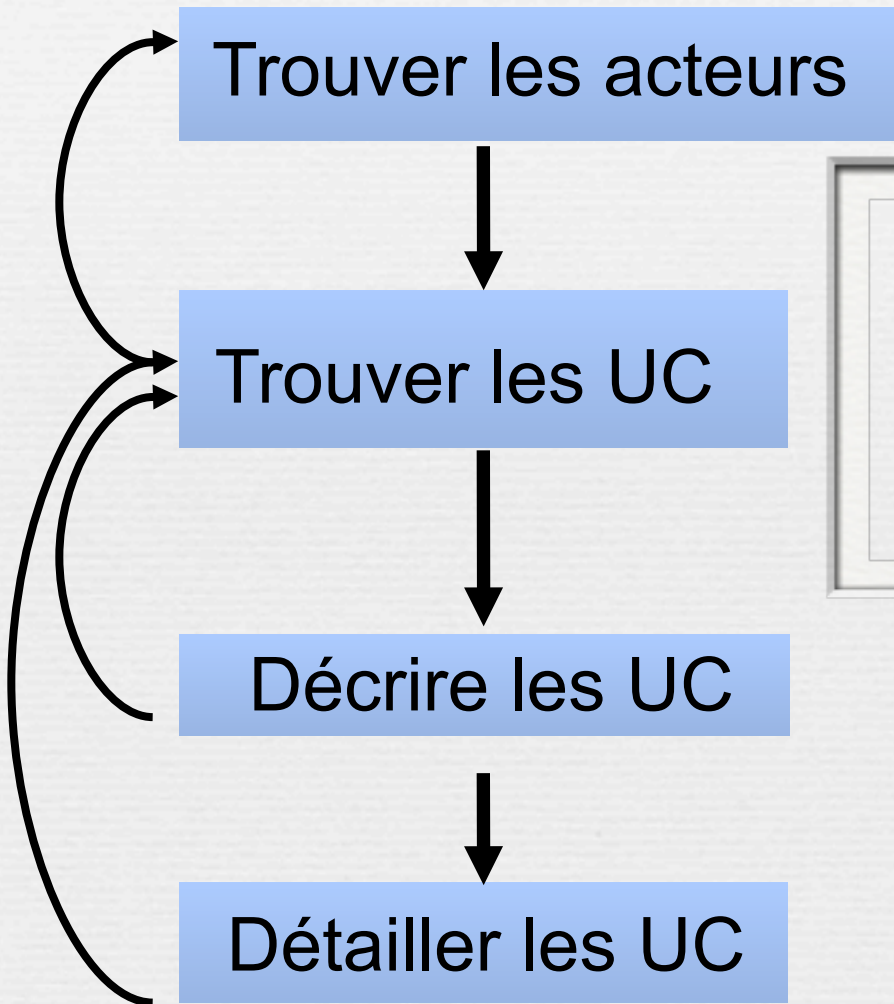 Trouver les acteurs
Trouver les UC
Décrire les UC
Détailler les UC